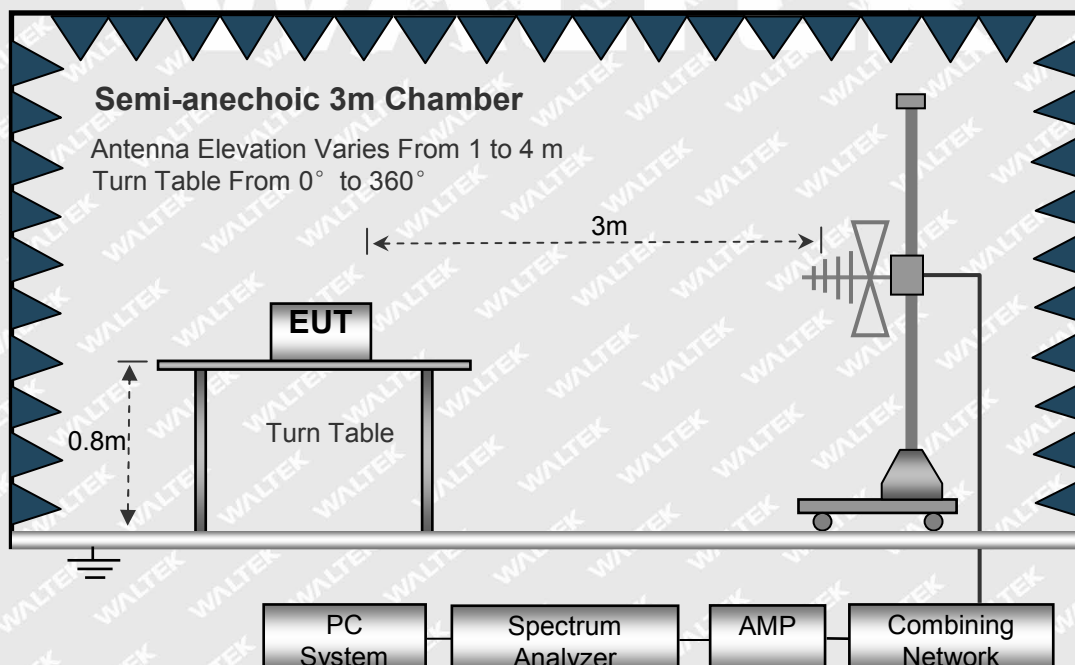 Semi-anechoic 3m Chamber
Antenna Elevation Varies From 1 to 4 m
Turn Table From 0° to 360°
3m
EUT
0.8m
Turn Table
PC
System
Spectrum
Analyzer
AMP
Combining
Network
WALTEK